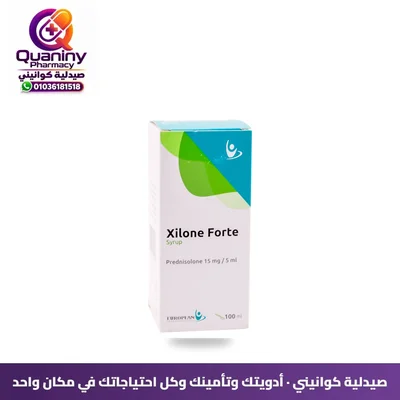 Quaniny
Pharmacy
صيدلية كوانيني
01036181518
Xilone Forte
Syrup
Prednisolone 15 mg / 5 ml
100 ml
صيدلية كوانيني - أدويتك وتأمينك وكل احتياجاتك في مكان واحد